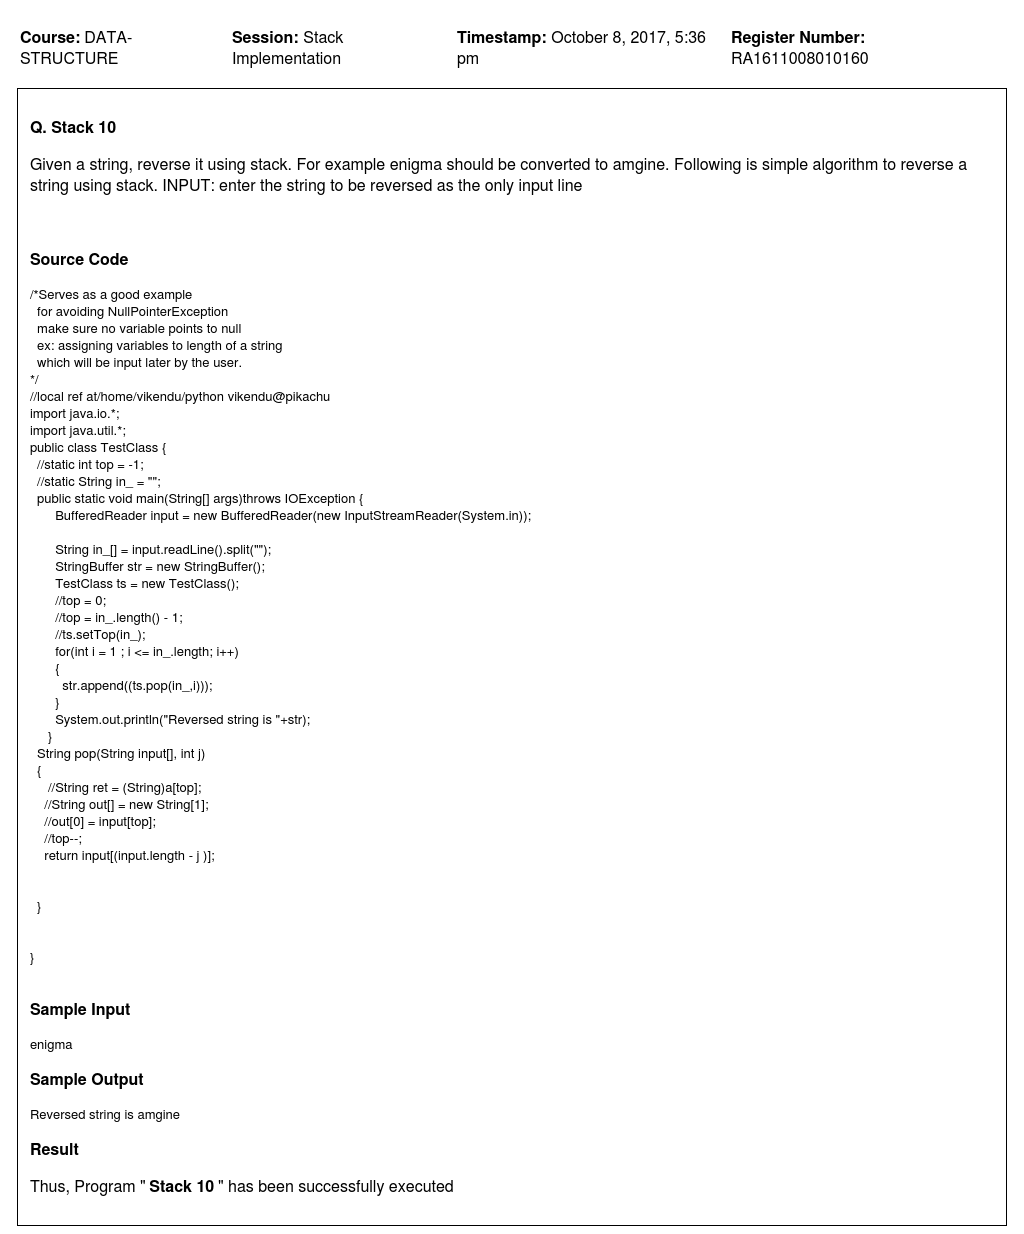 Course: DATA-STRUCTURE
Session: Stack Implementation
Timestamp: October 8, 2017, 5:36 pm
Register Number: RA1611008010160
Q. Stack 10
Given a string, reverse it using stack. For example enigma should be converted to amgine. Following is simple algorithm to reverse a
string using stack. INPUT: enter the string to be reversed as the only input line
Source Code
/*Serves as a good example
for avoiding NullPointerException
make sure no variable points to null
ex: assigning variables to length of a string
which will be input later by the user.
*/
//local ref at/home/vikendu/python vikendu@pikachu
import java.io.*;
import java.util.*;
public class TestClass {
//static int top = -1;
//static String in_ = "";
public static void main(String[] args)throws IOException {
BufferedReader input = new BufferedReader(new InputStreamReader(System.in));
String in_[] = input.readLine().split("");
StringBuffer str = new StringBuffer();
TestClass ts = new TestClass();
//top = 0;
//top = in_.length() - 1;
//ts.setTop(in_);
for(int i = 1 ; i <= in_.length; i++)
{
str.append((ts.pop(in_,i)));
}
System.out.println("Reversed string is "+str);
}
String pop(String input[], int j)
{
//String ret = (String)a[top];
//String out[] = new String[1];
//out[0] = input[top];
//top--;
return input[(input.length - j )];
}
}
Sample Input
enigma
Sample Output
Reversed string is amgine
Result
Thus, Program " Stack 10 " has been successfully executed